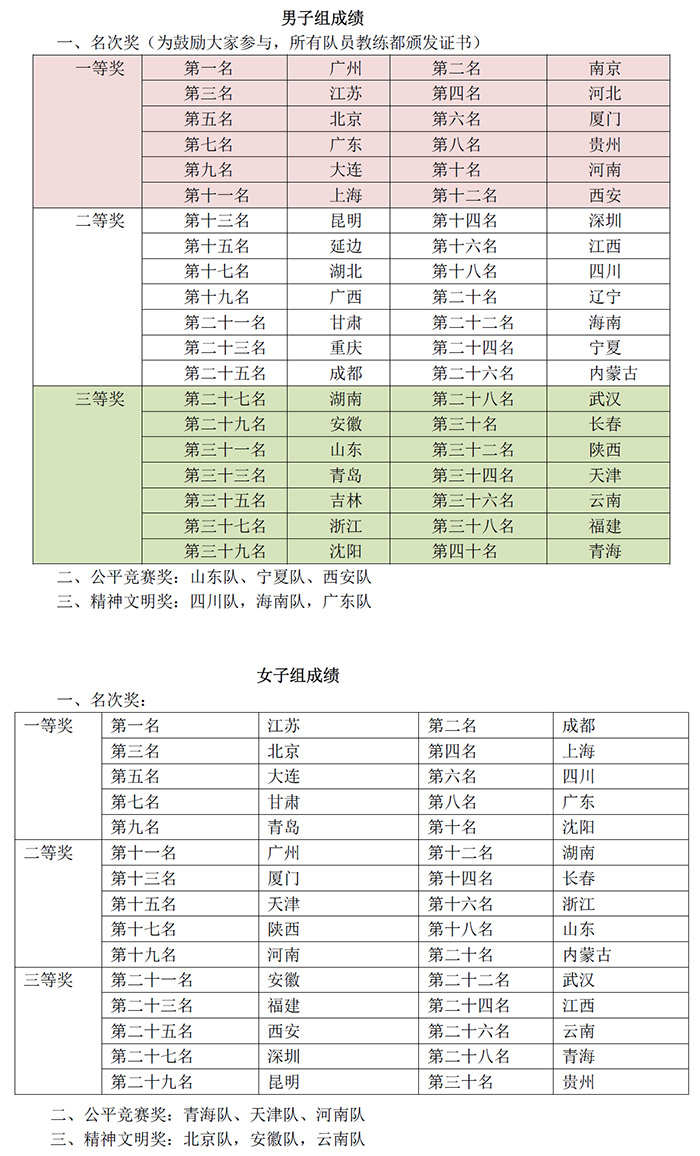 男子组成绩
一、名次奖（为鼓励大家参与，所有队员教练都颁发证书）
一等奖 第一名 广州 第二名 南京
第三名 江苏 第四名 河北
第五名 北京 第六名 厦门
第七名 广东 第八名 贵州
第九名 大连 第十名 河南
第十一名 上海 第十二名 西安
二等奖 第十三名 昆明 第十四名 深圳
第十五名 延边 第十六名 江西
第十七名 湖北 第十八名 四川
第十九名 广西 第二十名 辽宁
第二十一名 甘肃 第二十二名 海南
第二十三名 重庆 第二十四名 宁夏
第二十五名 成都 第二十六名 内蒙古
三等奖 第二十七名 湖南 第二十八名 武汉
第二十九名 安徽 第三十名 长春
第三十一名 山东 第三十二名 陕西
第三十三名 青岛 第三十四名 天津
第三十五名 吉林 第三十六名 云南
第三十七名 浙江 第三十八名 福建
第三十九名 沈阳 第四十名 青海
二、公平竞赛奖：山东队、宁夏队、西安队
三、精神文明奖：四川队，海南队，广东队
女子组成绩
一、名次奖：
一等奖 第一名 江苏 第二名 成都
第三名 北京 第四名 上海
第五名 大连 第六名 四川
第七名 甘肃 第八名 广东
第九名 青岛 第十名 沈阳
二等奖 第十一名 广州 第十二名 湖南
第十三名 厦门 第十四名 长春
第十五名 天津 第十六名 浙江
第十七名 陕西 第十八名 山东
第十九名 河南 第二十名 内蒙古
三等奖 第二十一名 安徽 第二十二名 武汉
第二十三名 福建 第二十四名 江西
第二十五名 西安 第二十六名 云南
第二十七名 深圳 第二十八名 青海
第二十九名 昆明 第三十名 贵州
二、公平竞赛奖：青海队、天津队、河南队
三、精神文明奖：北京队，安徽队，云南队